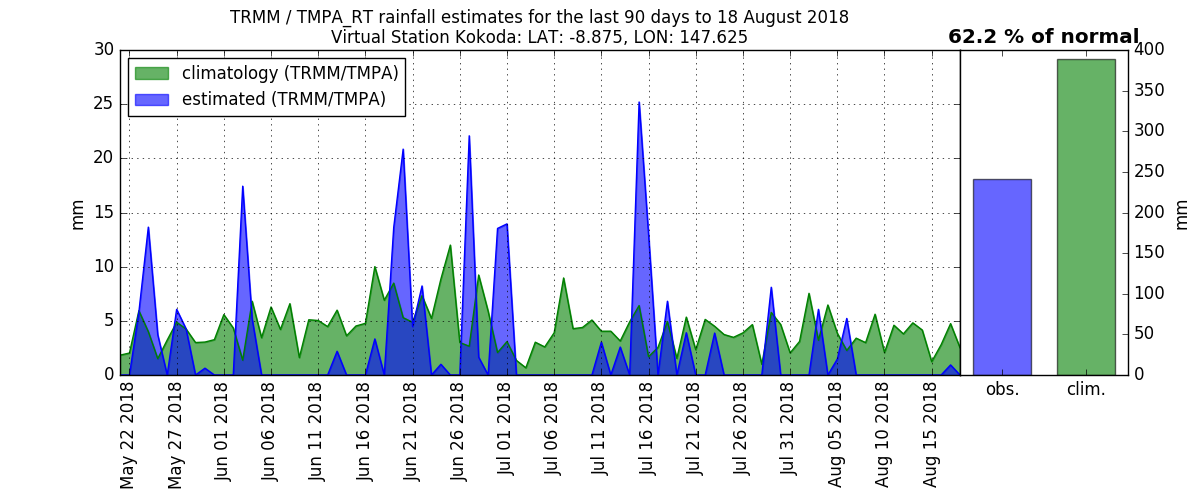 TRMM / TMPA_RT rainfall estimates for the last 90 days to 18 August 2018
Virtual Station Kokoda: LAT: -8.875, LON: 147.625
62.2 % of normal
climatology (TRMM/TMPA)
estimated (TRMM/TMPA)
30
25
20
15
10
5
0
mm
May 22 2018
May 27 2018
Jun 01 2018
Jun 06 2018
Jun 11 2018
Jun 16 2018
Jun 21 2018
Jun 26 2018
Jul 01 2018
Jul 06 2018
Jul 11 2018
Jul 16 2018
Jul 21 2018
Jul 26 2018
Jul 31 2018
Aug 05 2018
Aug 10 2018
Aug 15 2018
400
350
300
250
200
150
100
50
0
mm
obs.
clim.